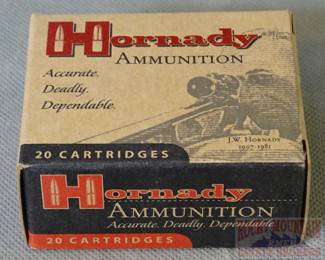 Hornady
AMMUNITION
Accurate.
Deadly.
Dependable.
J.W. HORNADY
1907-1981
20 CARTRIDGES
Hornady
AMMUNITION
Accurate. Deadly. Dependable.
20 CARTRIDGES